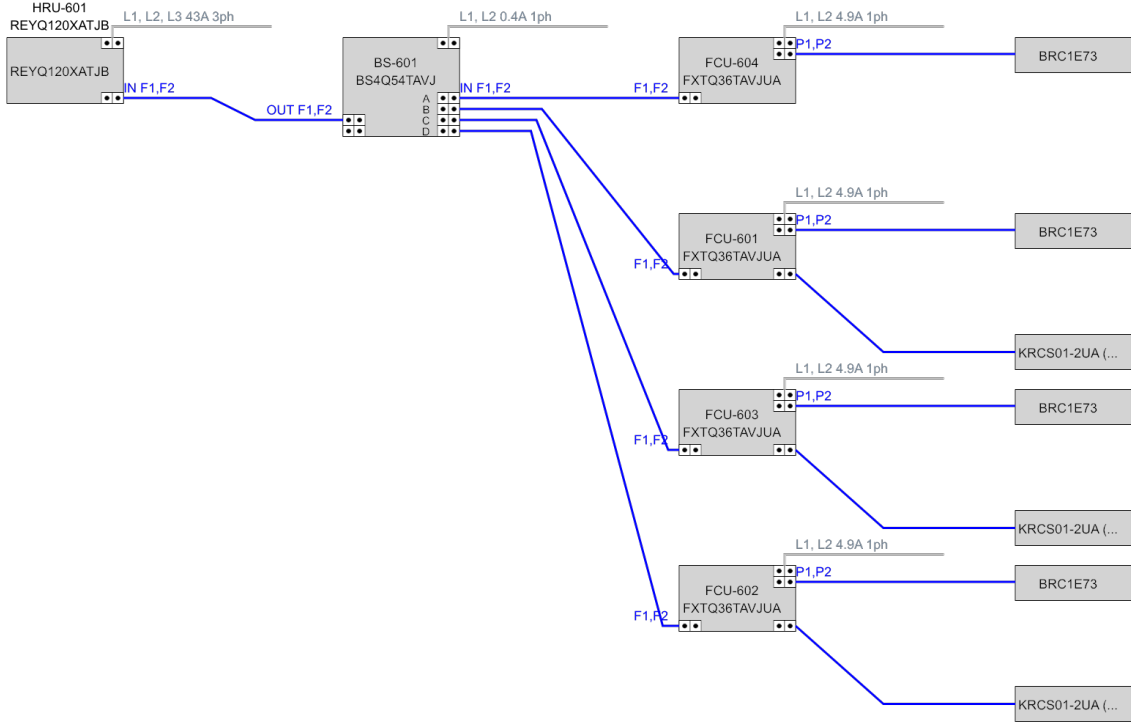 HRU-601
REYQ120XATJB
L1, L2, L3 43A 3ph
REYQ120XATJB
IN F1,F2
OUT F1,F2
L1, L2 0.4A 1ph
BS-601
BS4Q54TAVJ
A
B
C
D
IN F1,F2
L1, L2 4.9A 1ph
FCU-604
FXTQ36TAVJUA
P1,P2
F1,F2
BRC1E73
L1, L2 4.9A 1ph
FCU-601
FXTQ36TAVJUA
P1,P2
F1,F2
BRC1E73
KRCS01-2UA (...
L1, L2 4.9A 1ph
FCU-603
FXTQ36TAVJUA
P1,P2
F1,F2
BRC1E73
KRCS01-2UA (...
L1, L2 4.9A 1ph
FCU-602
FXTQ36TAVJUA
P1,P2
F1,F2
BRC1E73
KRCS01-2UA (...